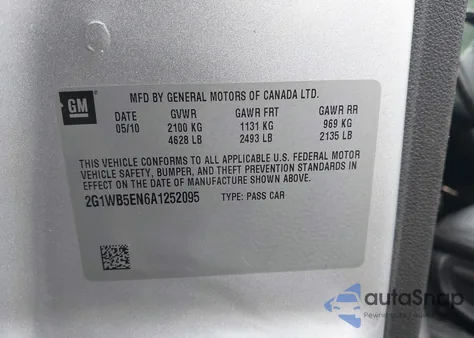 GM
MFD BY GENERAL MOTORS OF CANADA LTD.
DATE GVWR GAWR FRT GAWR RR
05/10 2100 KG 1131 KG 969 KG
4628 LB 2493 LB 2135 LB
THIS VEHICLE CONFORMS TO ALL APPLICABLE U.S. FEDERAL MOTOR
VEHICLE SAFETY, BUMPER, AND THEFT PREVENTION STANDARDS IN
EFFECT ON THE DATE OF MANUFACTURE SHOWN ABOVE
2G1WB5EN6A1252095 TYPE: PASS CAR
autoSnap